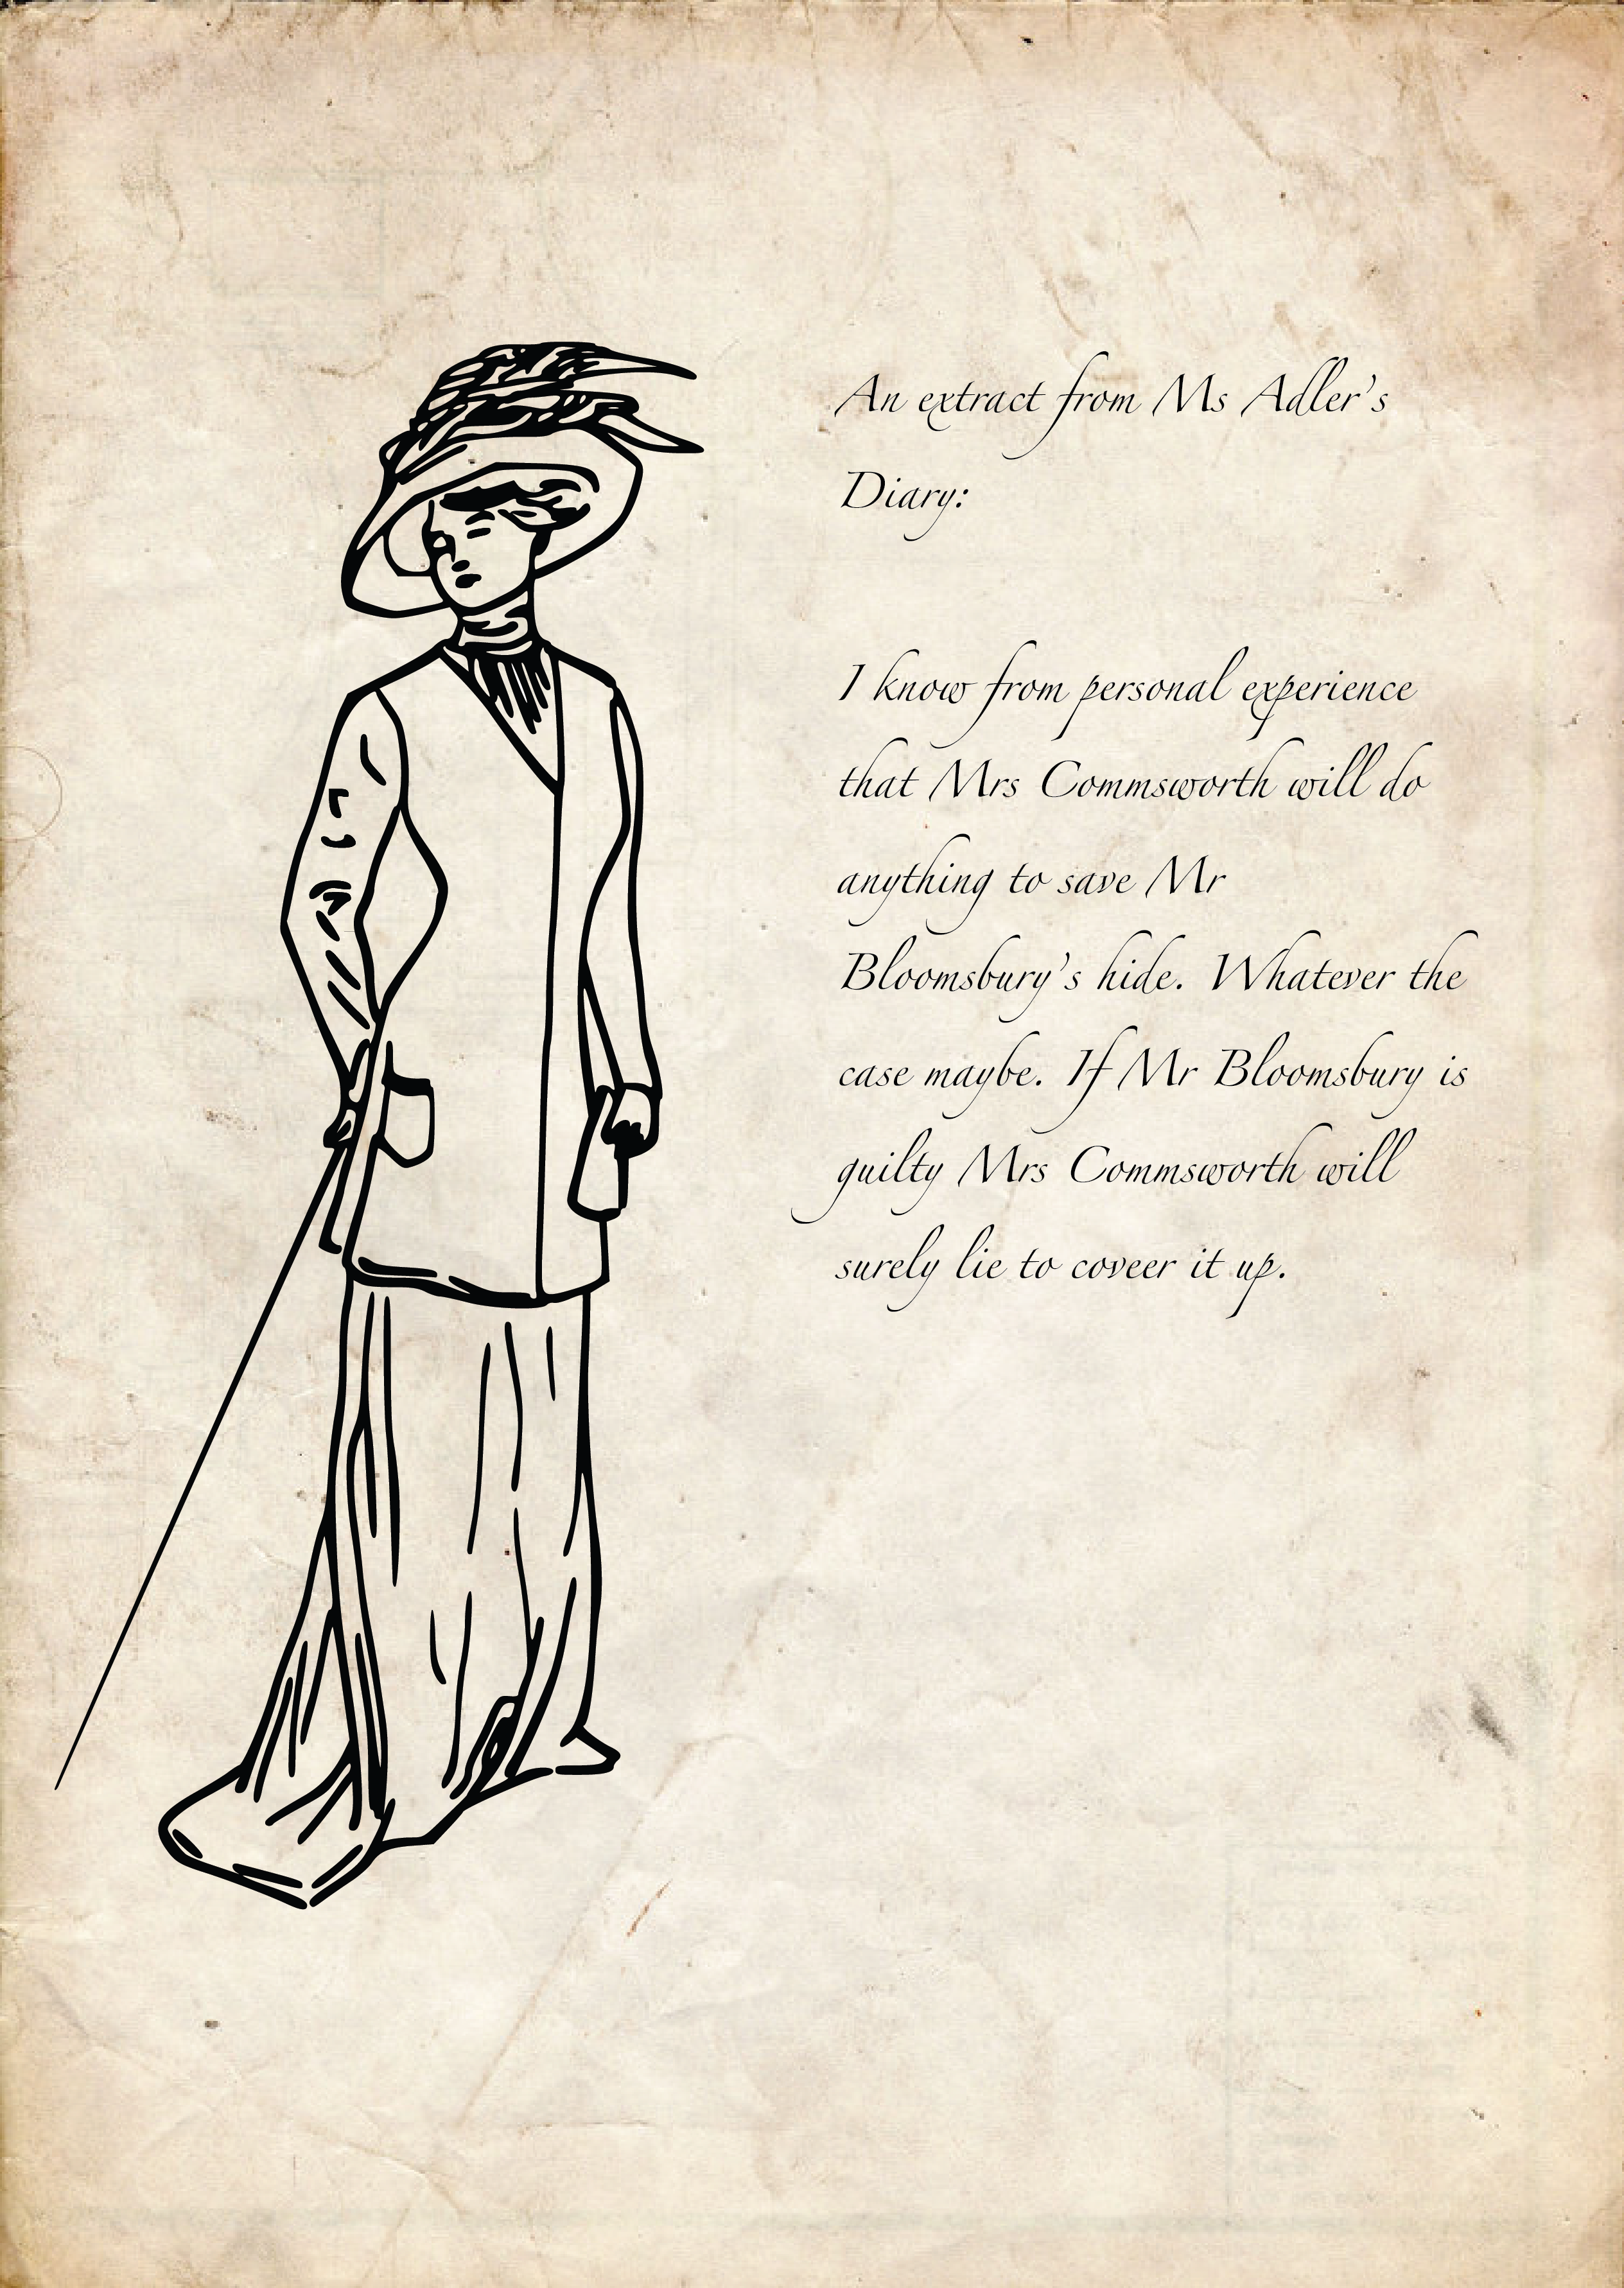 An extract from Ms Adler's
Diary:
I know from personal experience
that Mrs Commsworth will do
anything to save Mr
Bloomsbury's hide. Whatever the
case maybe. If Mr Bloomsbury is
guilty Mrs Commsworth will
surely lie to coveer it up.